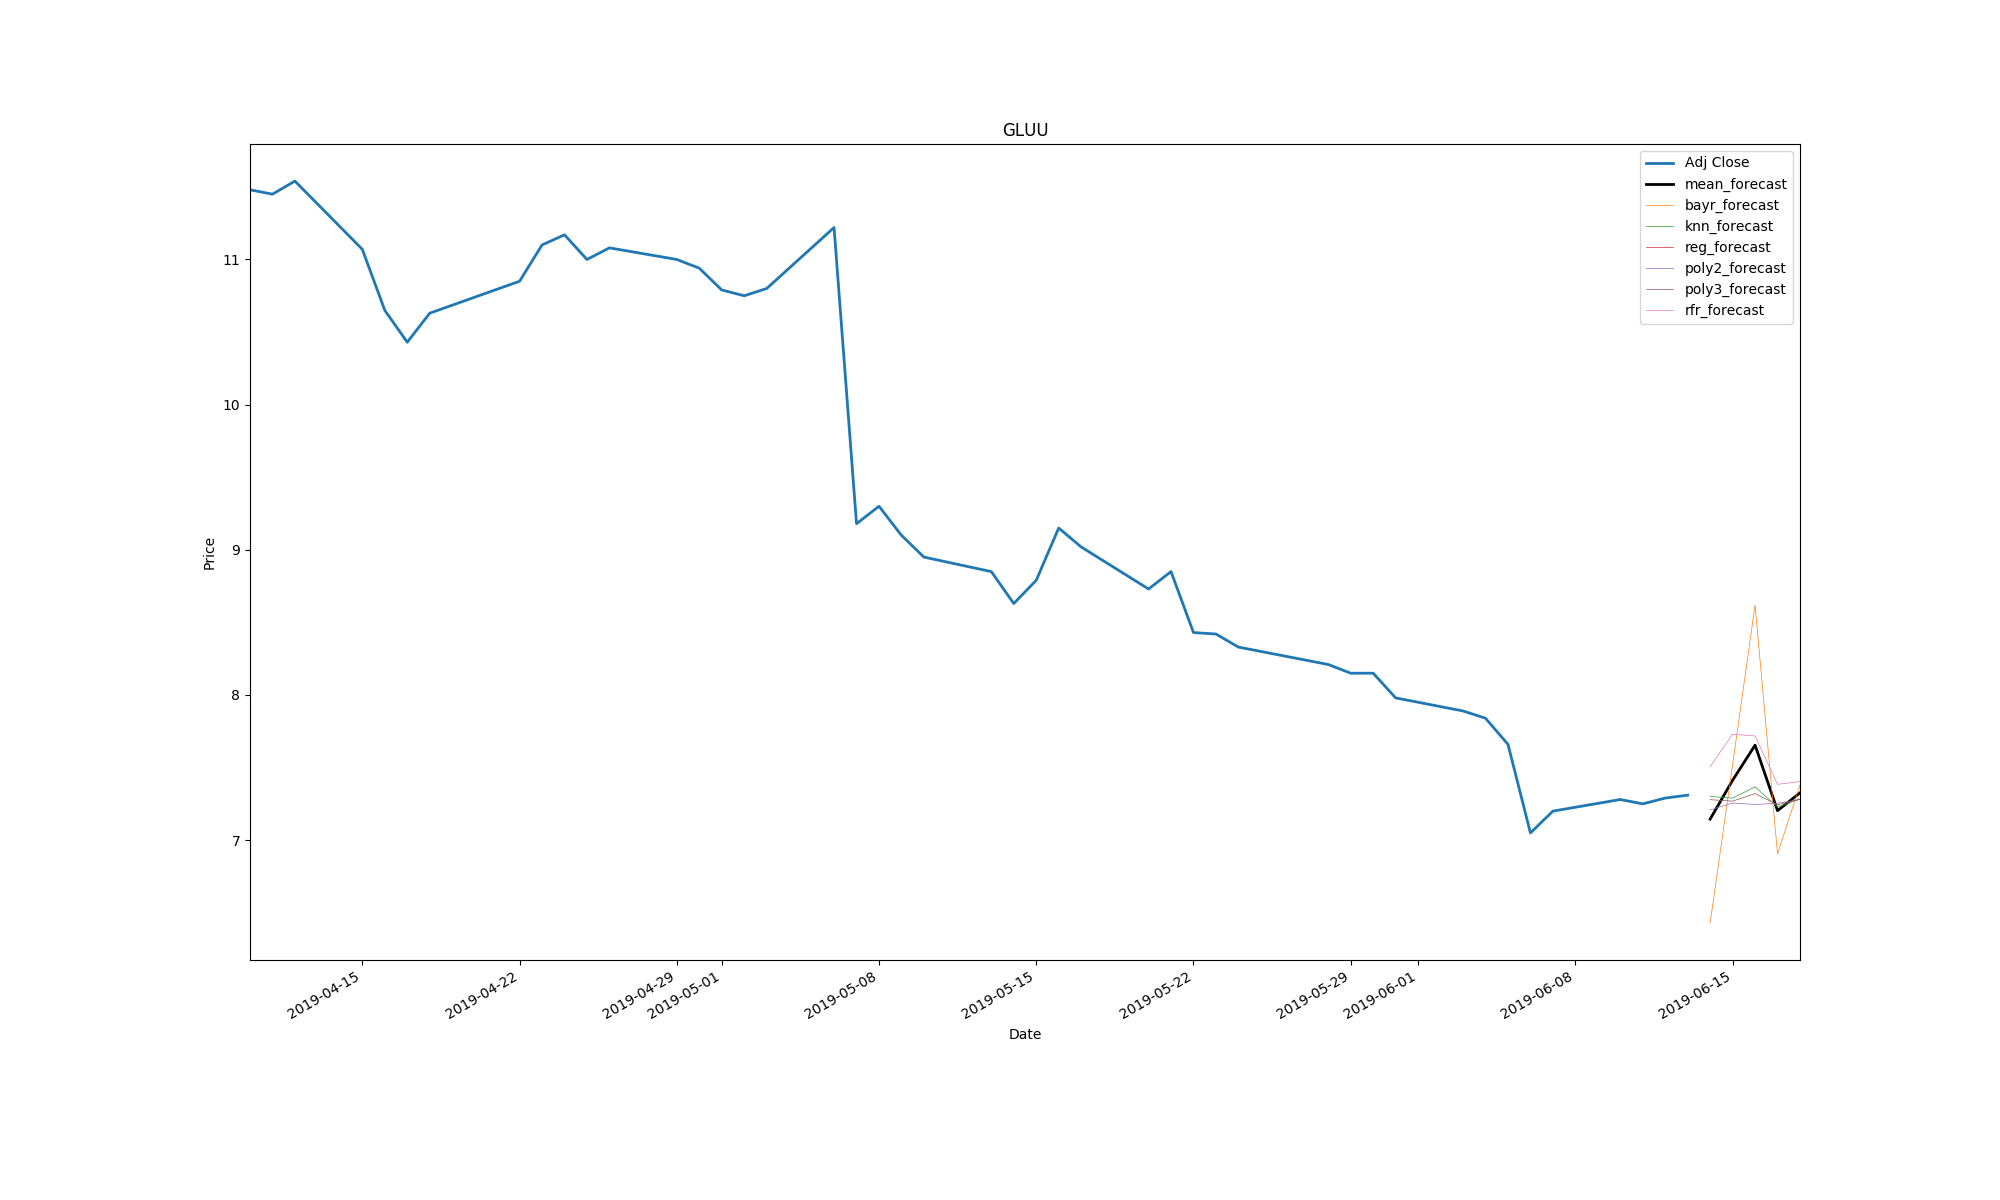 GLUU
Adj Close
mean_forecast
bayr_forecast
knn_forecast
reg_forecast
poly2_forecast
poly3_forecast
rfr_forecast
11
10
9
8
7
Price
2019-04-15
2019-04-22
2019-04-29
2019-05-01
2019-05-08
2019-05-15
2019-05-22
2019-05-29
2019-06-01
2019-06-08
2019-06-15
Date